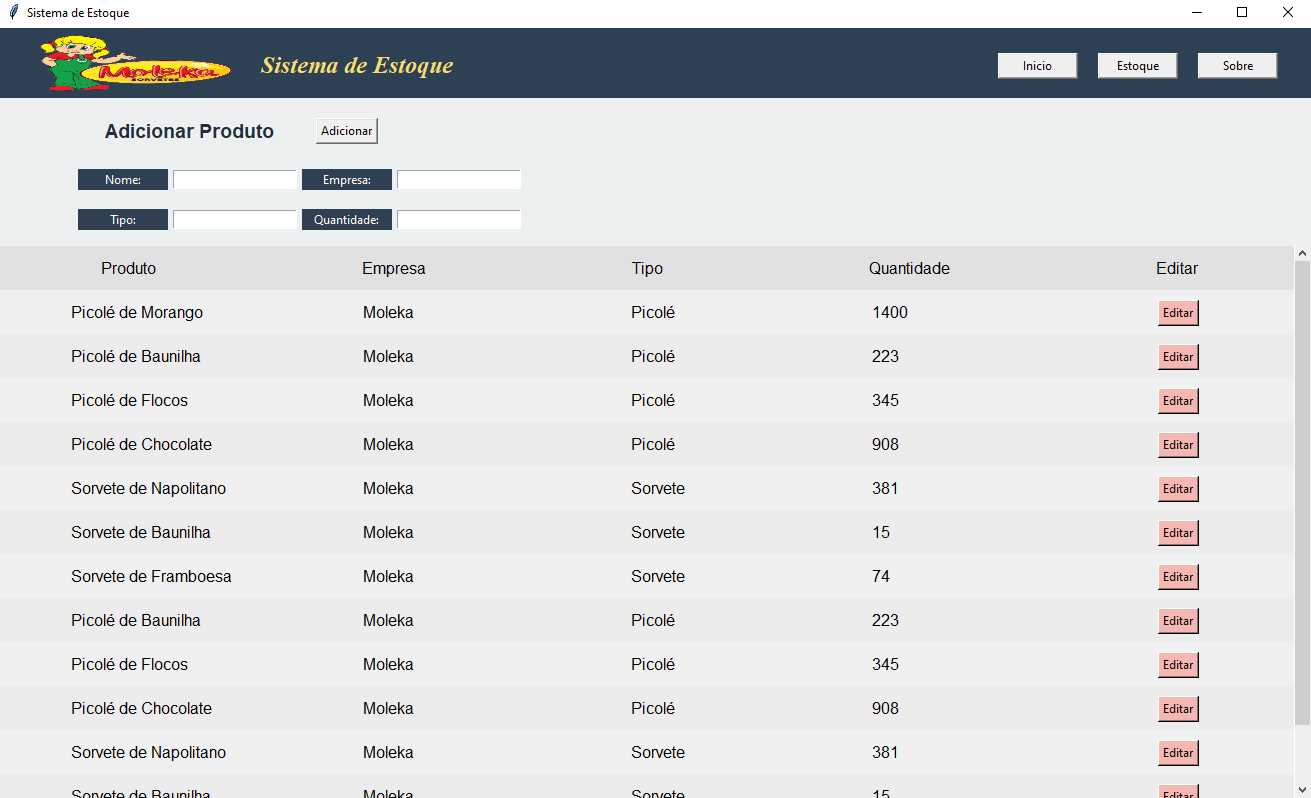 Sistema de Estoque
Moleka
SORVETES
Sistema de Estoque
Inicio Estoque Sobre
Adicionar Produto Adicionar
Nome: Empresa:
Tipo: Quantidade:
Produto Empresa Tipo Quantidade Editar
Picolé de Morango Moleka Picolé 1400 Editar
Picolé de Baunilha Moleka Picolé 223 Editar
Picolé de Flocos Moleka Picolé 345 Editar
Picolé de Chocolate Moleka Picolé 908 Editar
Sorvete de Napolitano Moleka Sorvete 381 Editar
Sorvete de Baunilha Moleka Sorvete 15 Editar
Sorvete de Framboesa Moleka Sorvete 74 Editar
Picolé de Baunilha Moleka Picolé 223 Editar
Picolé de Flocos Moleka Picolé 345 Editar
Picolé de Chocolate Moleka Picolé 908 Editar
Sorvete de Napolitano Moleka Sorvete 381 Editar
Sorvete de Baunilha Moleka Sorvete 15 Editar